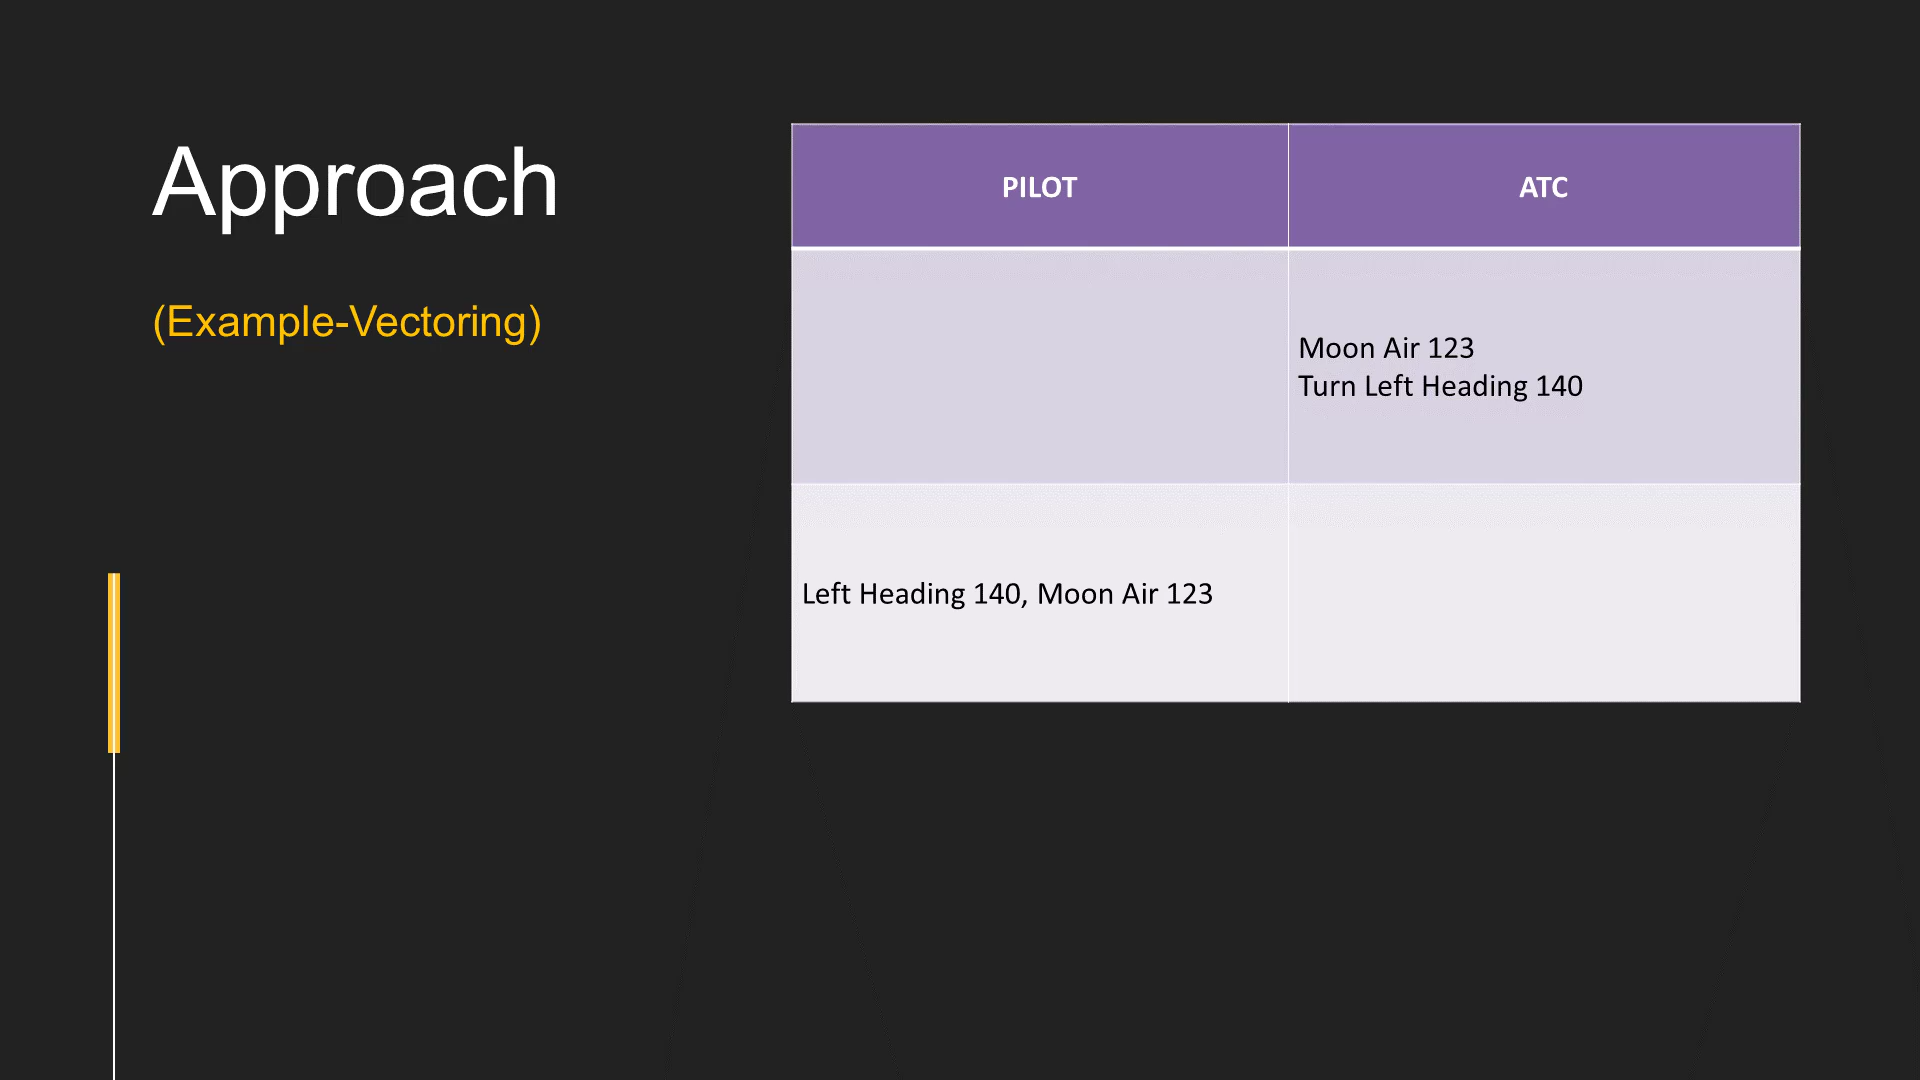 Approach
(Example-Vectoring)
PILOT
ATC
Moon Air 123
Turn Left Heading 140
Left Heading 140, Moon Air 123